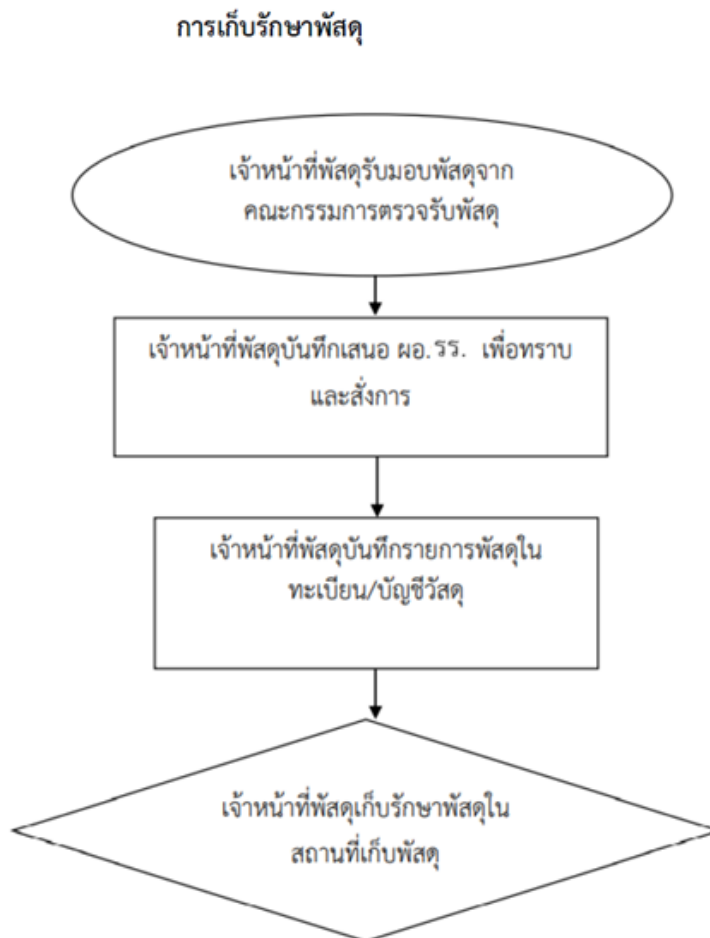 การเก็บรักษาพัสดุ
เจ้าหน้าที่พัสดุรับมอบพัสดุจาก
คณะกรรมการตรวจรับพัสดุ
เจ้าหน้าที่พัสดุบันทึกเสนอ ผอ.รร. เพื่อทราบ
และสั่งการ
เจ้าหน้าที่พัสดุบันทึกรายการพัสดุใน
ทะเบียน/บัญชีวัสดุ
เจ้าหน้าที่พัสดุเก็บรักษาพัสดุใน
สถานที่เก็บพัสดุ